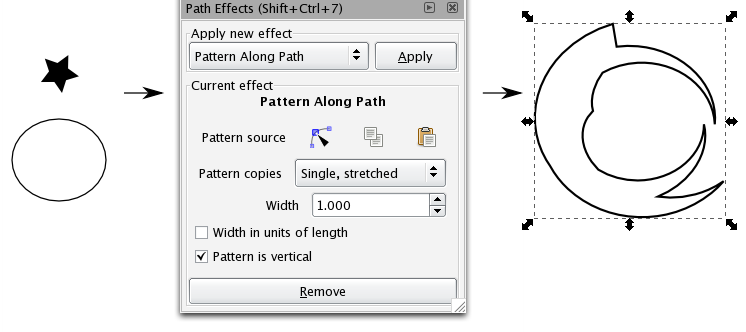 Path Effects (Shift+Ctrl+7)
Apply new effect
Pattern Along Path
Apply
Current effect
Pattern Along Path
Pattern source
Pattern copies Single, stretched
Width 1.000
Width in units of length
Pattern is vertical
Remove